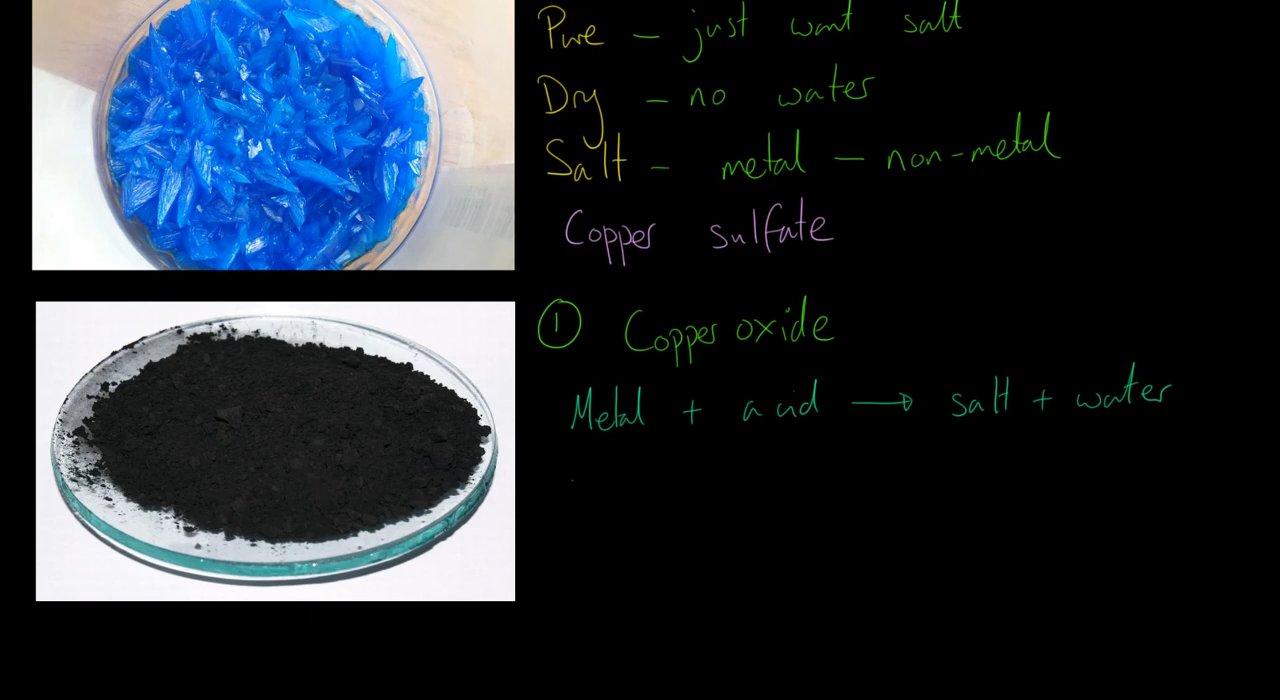 Pure – just want salt
Dry – no water
Salt – metal – non-metal
Copper sulfate
① Copper oxide
Metal + acid → salt + water